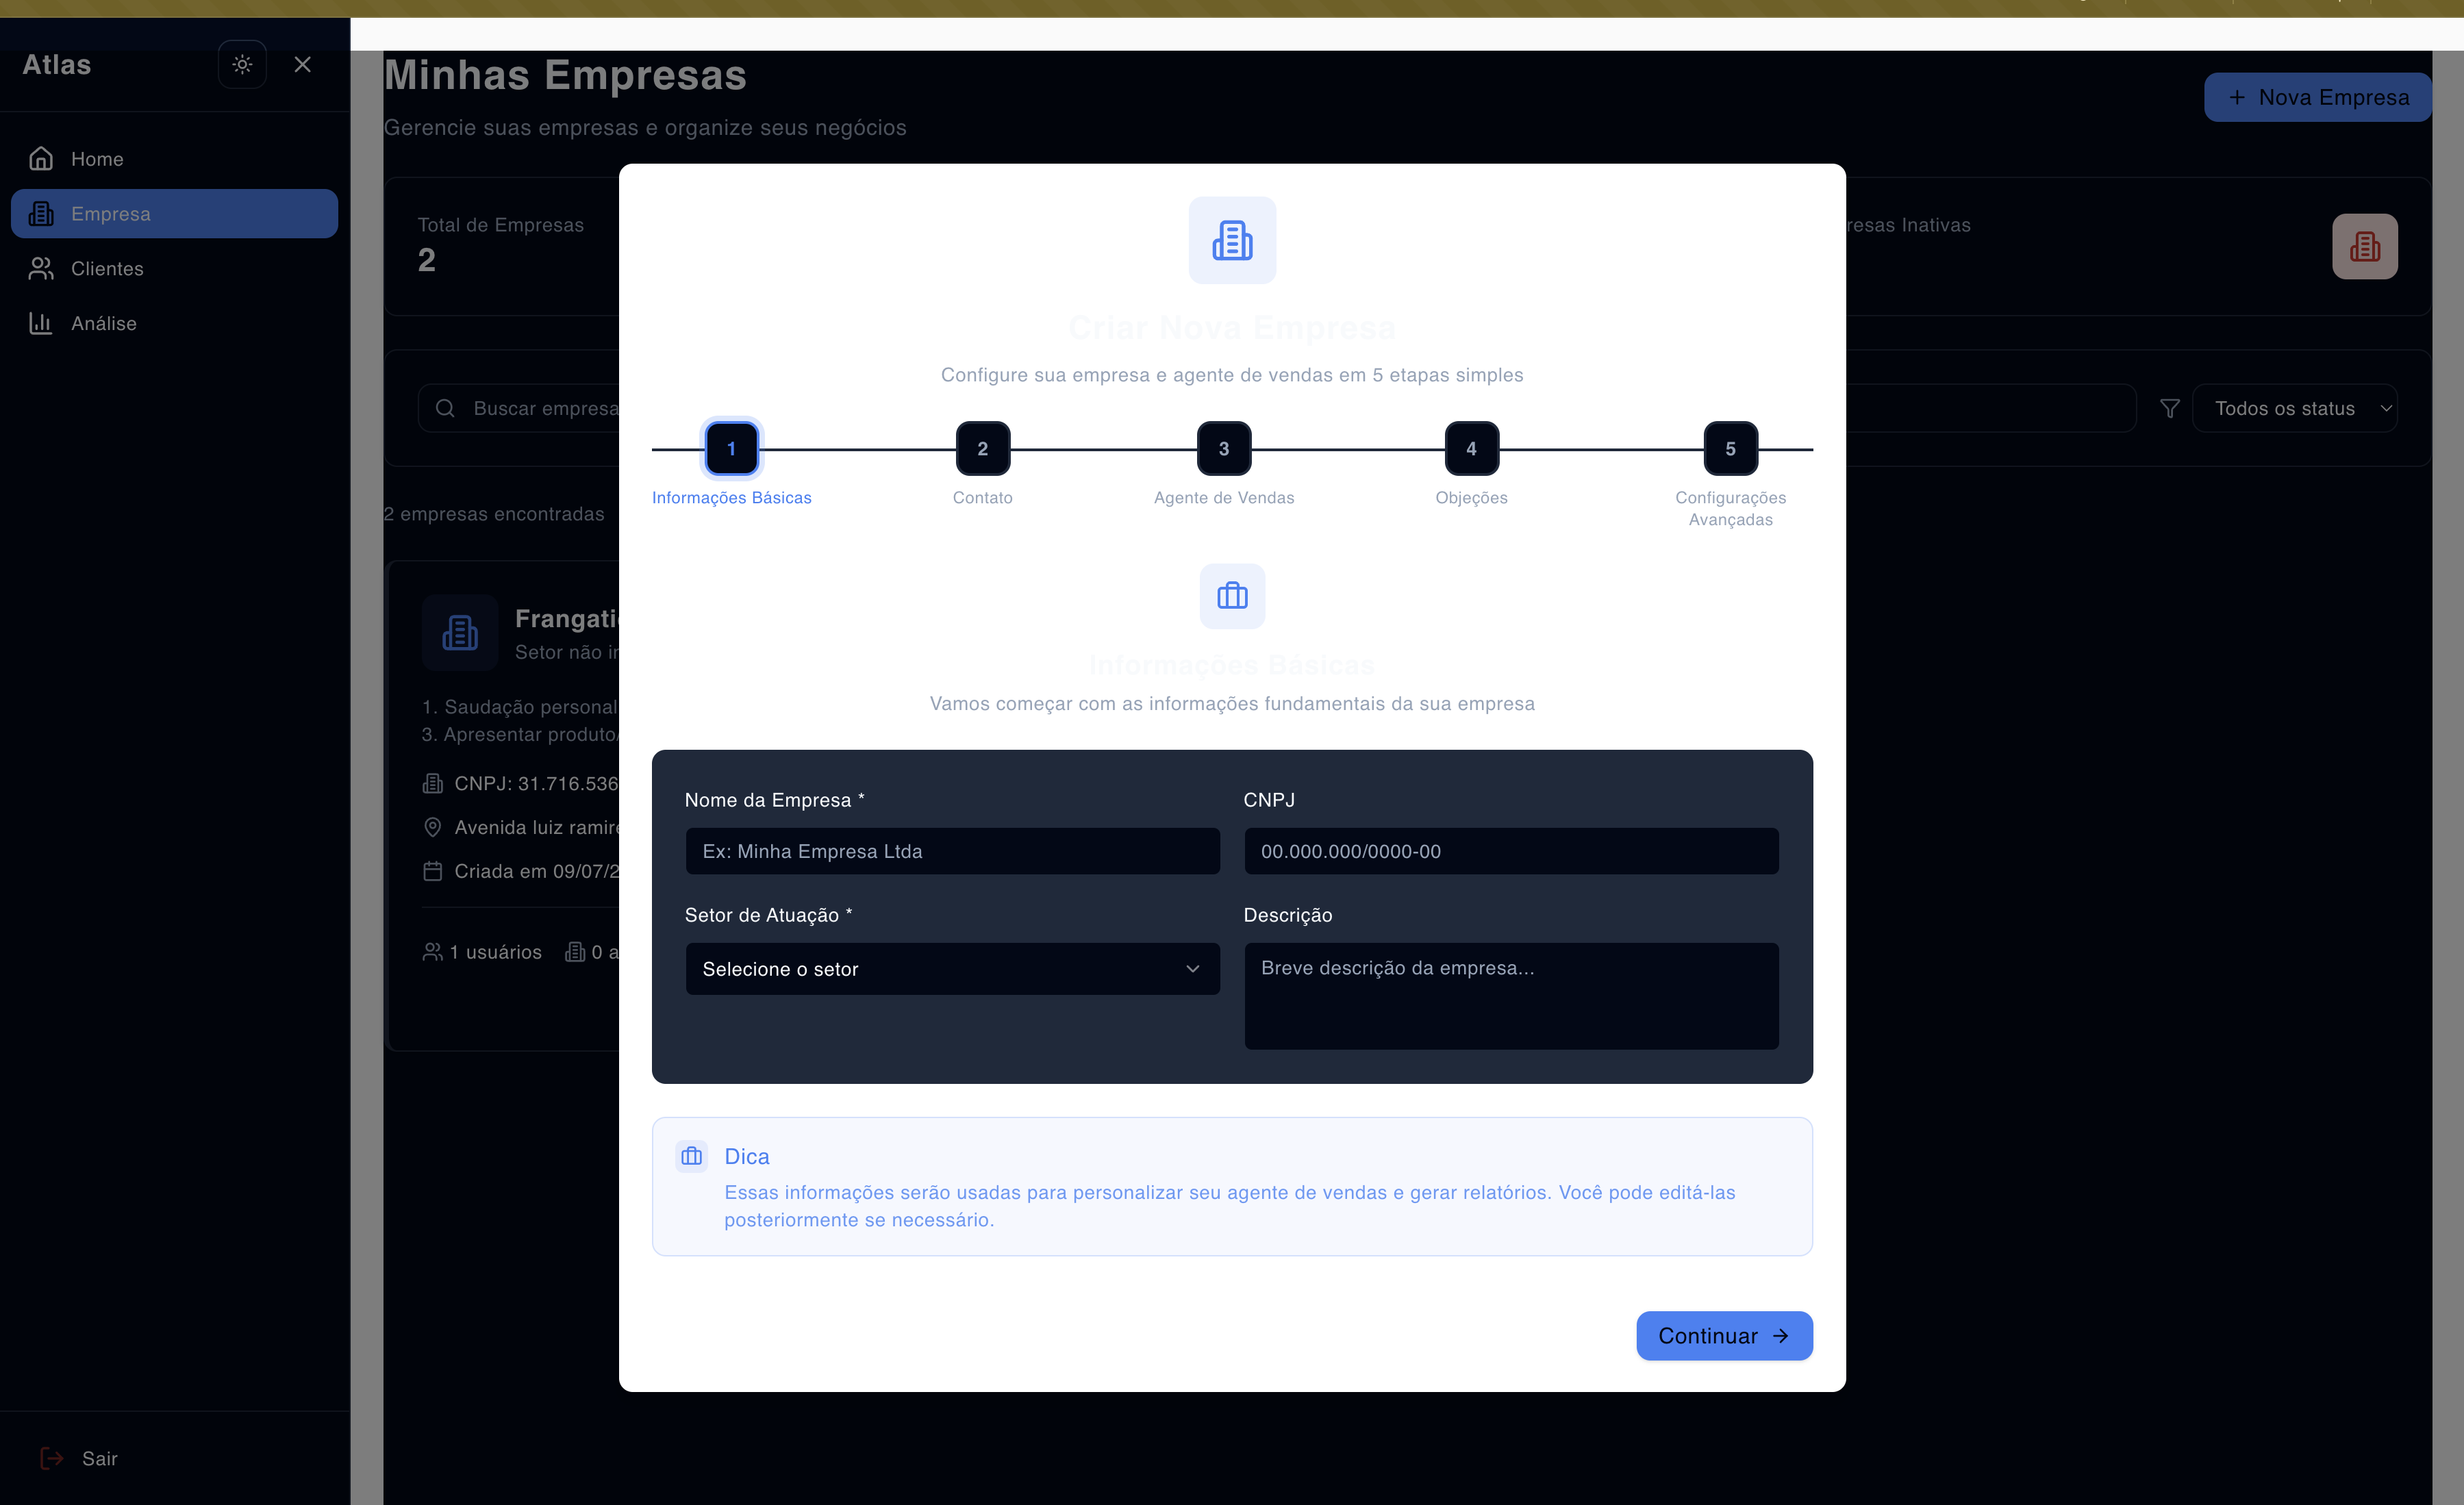 Atlas
Home
Empresa
Clientes
Análise
Sair
Minhas Empresas
Gerencie suas empresas e organize seus negócios
+ Nova Empresa
Total de Empresas
2
Inativas
Buscar
Todos os status
2 empresas encontradas
Setor não
1. Saudação
3. Apresentar
CNPJ: 31.716.536
Avenida luiz
Criada em 09/07/2
1 usuários
0
Criar Nova Empresa
Configure sua empresa e agente de vendas em 5 etapas simples
1
2
3
4
5
Informações Básicas
Contato
Agente de Vendas
Objeções
Configurações
Avançadas
Informações Básicas
Vamos começar com as informações fundamentais da sua empresa
Nome da Empresa *
Ex: Minha Empresa Ltda
CNPJ
00.000.000/0000-00
Setor de Atuação *
Selecione o setor
Descrição
Breve descrição da empresa...
Dica
Essas informações serão usadas para personalizar seu agente de vendas e gerar relatórios. Você pode editá-las
posteriormente se necessário.
Continuar →